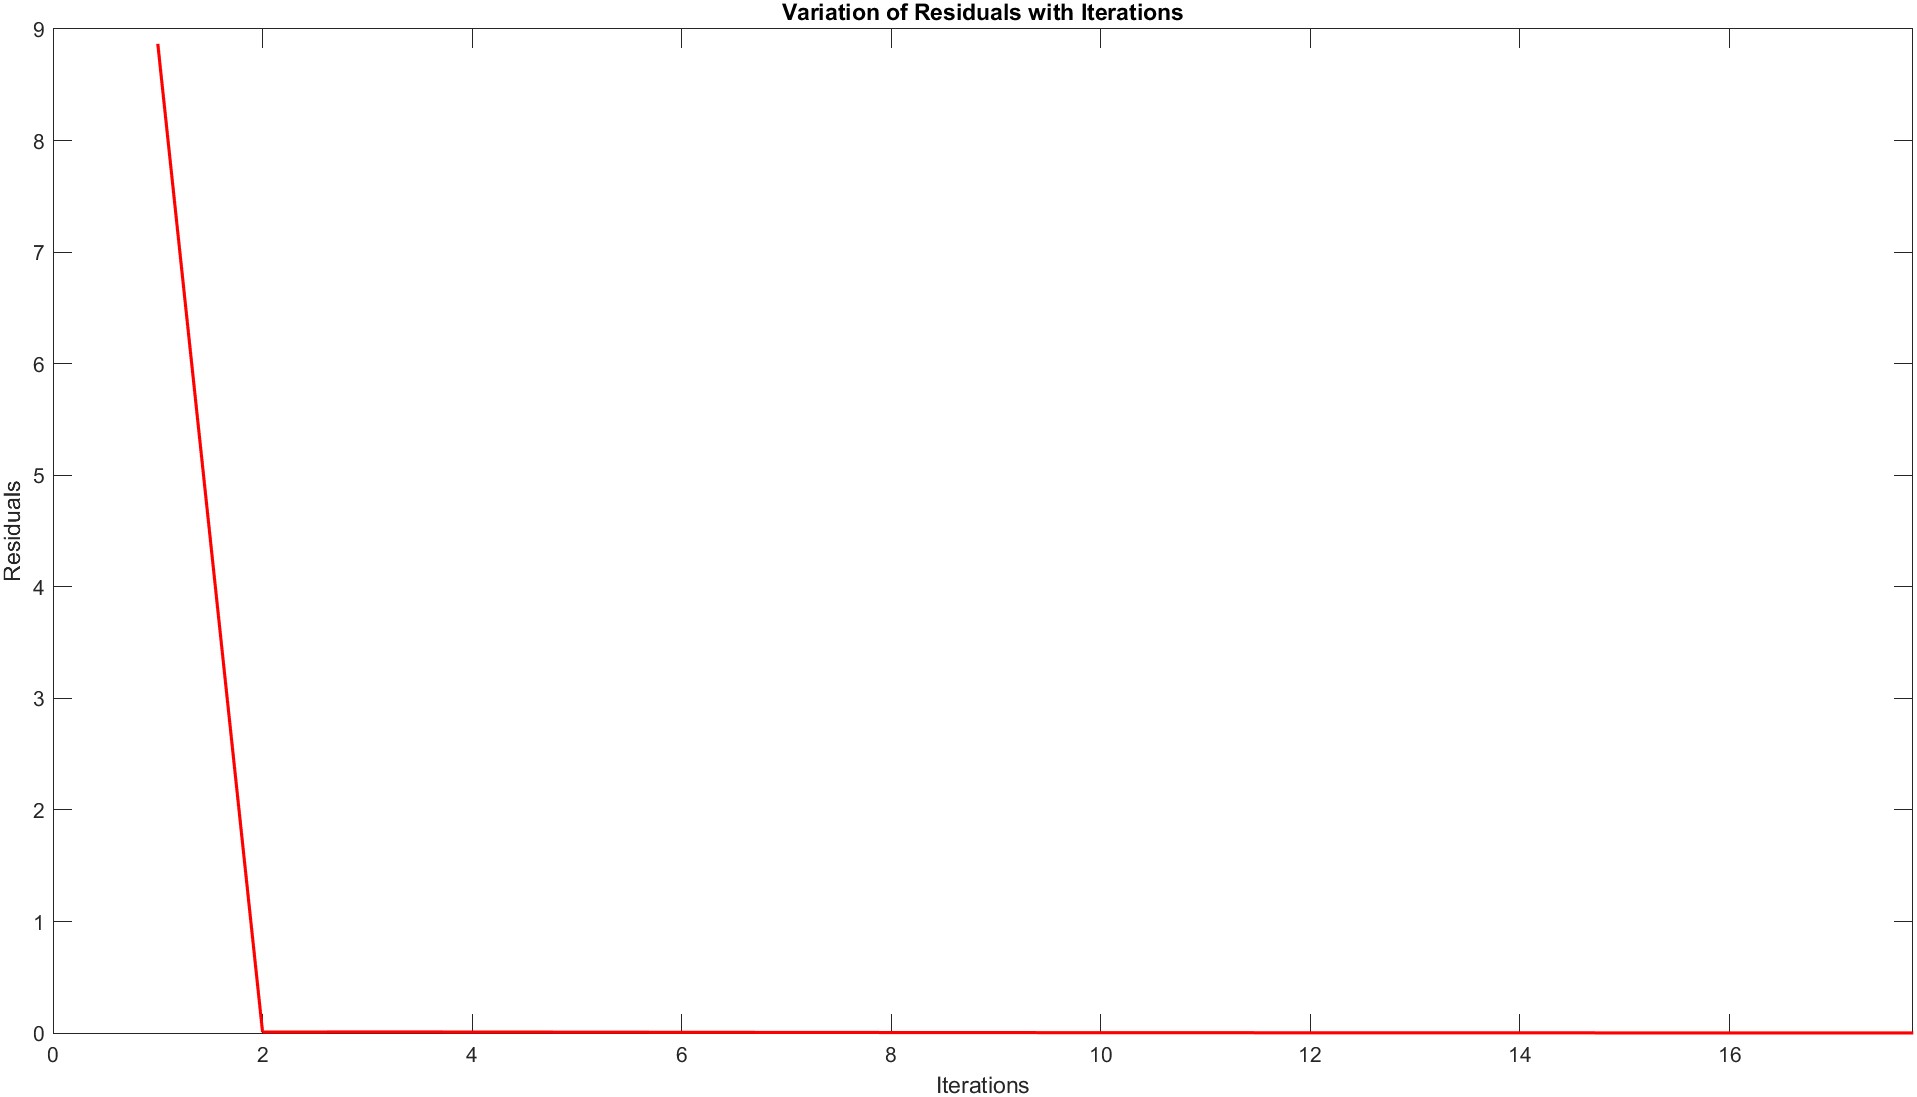 Variation of Residuals with Iterations
9
8
7
6
5
4
3
2
1
0
Residuals
0 2 4 6 8 10 12 14 16
Iterations